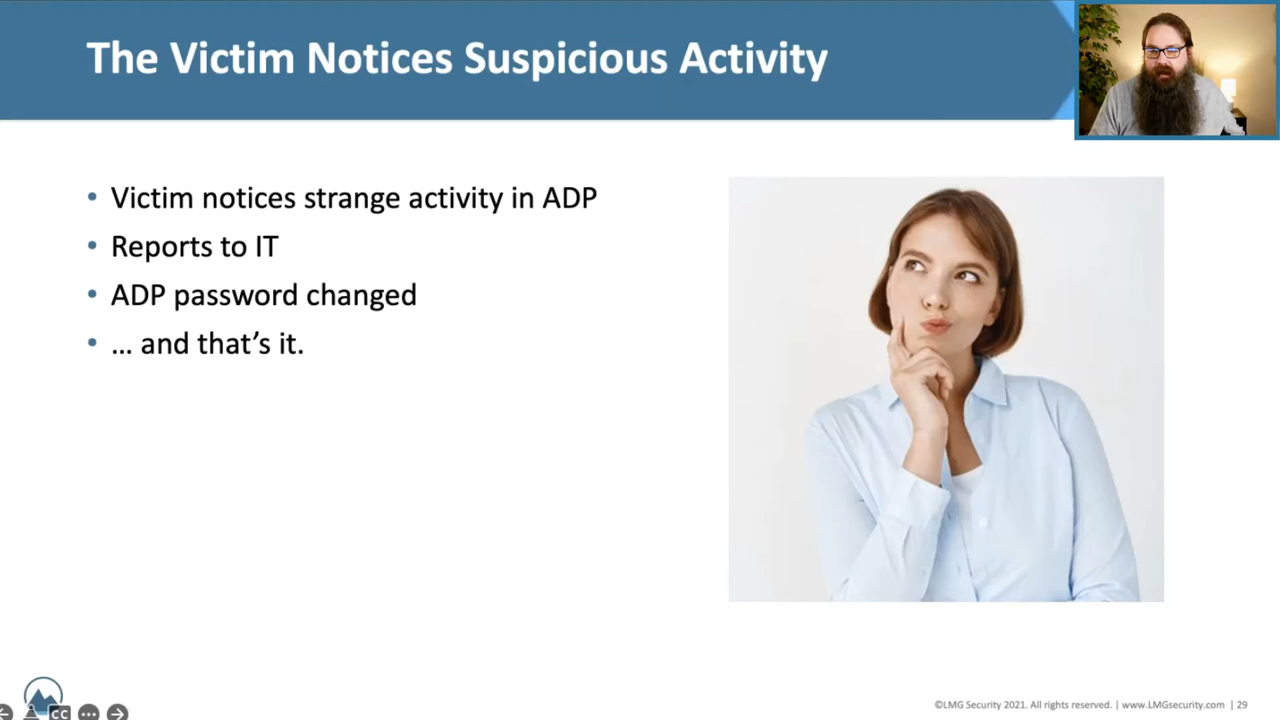 The Victim Notices Suspicious Activity
• Victim notices strange activity in ADP
• Reports to IT
• ADP password changed
• … and that’s it.
CC
©LMG Security 2021. All rights reserved. | www.LMGsecurity.com | 29